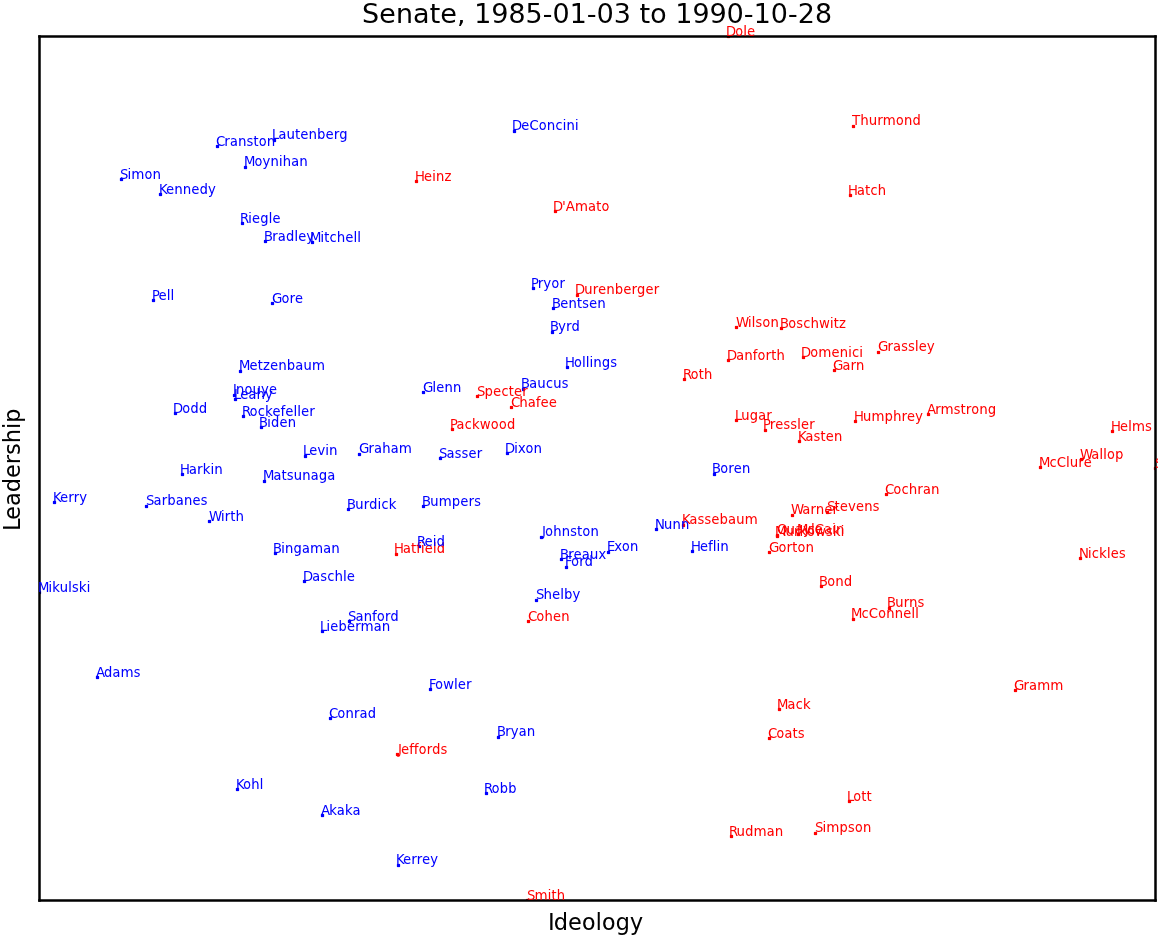 Senate, 1985-01-03 to 1990-10-28
Dole
Thurmond
DeConcini
Lautenberg
Cranston
Moynihan
Simon
Heinz
Kennedy
Hatch
D'Amato
Riegle
Bradley
Mitchell
Pryor
Durenberger
Pell
Gore
Bentsen
Wilson
Boschwitz
Byrd
Grassley
Domenici
Danforth
Hollings
Metzenbaum
Garn
Roth
Baucus
Glenn
Inouye
Specter
Leahy
Chafee
Dodd
Armstrong
Rockefeller
Lugar
Humphrey
Biden
Packwood
Pressler
Helms
Kasten
Levin
Graham
Dixon
Sasser
Wallop
McClure
Harkin
Boren
Matsunaga
Cochran
Kerry
Sarbanes
Burdick
Bumpers
Stevens
Warner
Wirth
Kassebaum
Nunn
Johnston
McCain
Murkowski
Reid
Bingaman
Hatfield
Exon
Heflin
Gorton
Breaux
Nickles
Ford
Daschle
Bond
Mikulski
Shelby
Burns
Sanford
Cohen
McConnell
Lieberman
Adams
Fowler
Gramm
Mack
Conrad
Bryan
Coats
Jeffords
Kohl
Robb
Lott
Akaka
Simpson
Rudman
Kerrey
Smith
Leadership
Ideology